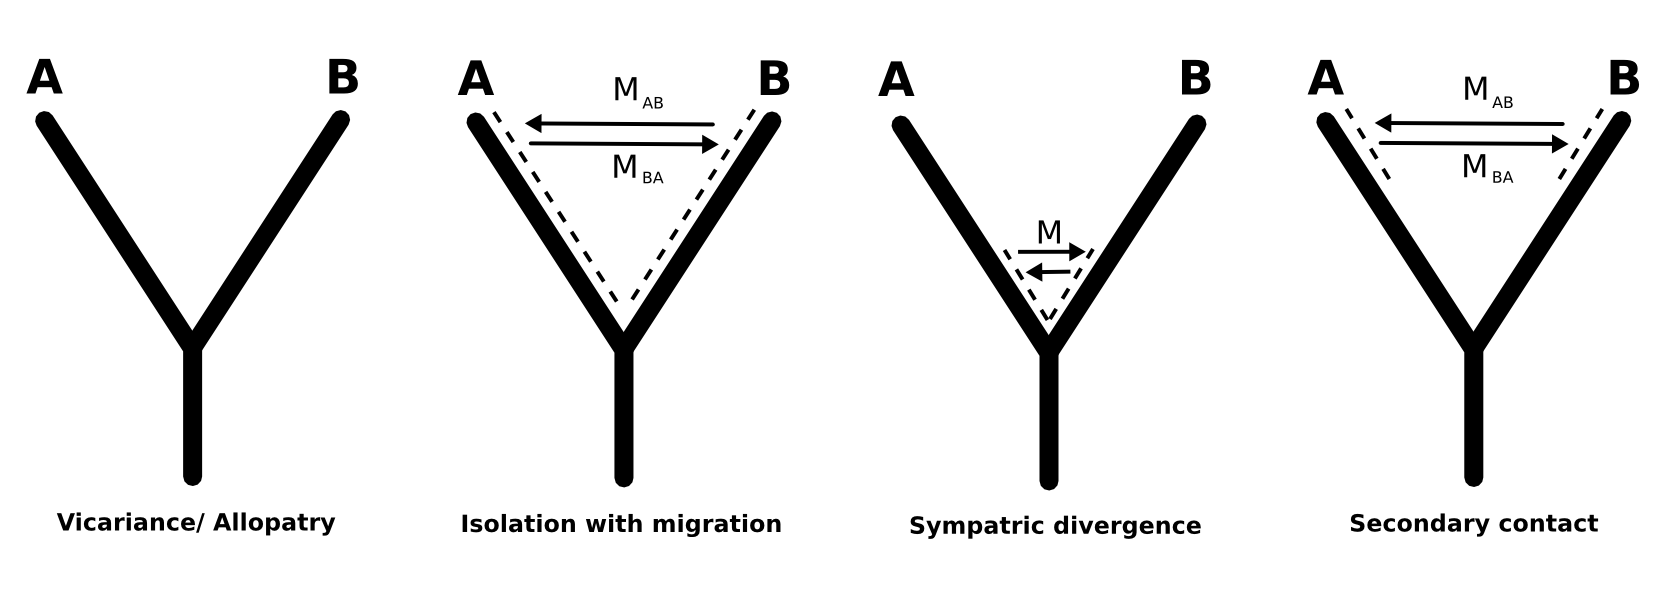 A B
Vicariance/ Allopatry
A B
M AB
M BA
Isolation with migration
A B
M
Sympatric divergence
A B
M AB
M BA
Secondary contact